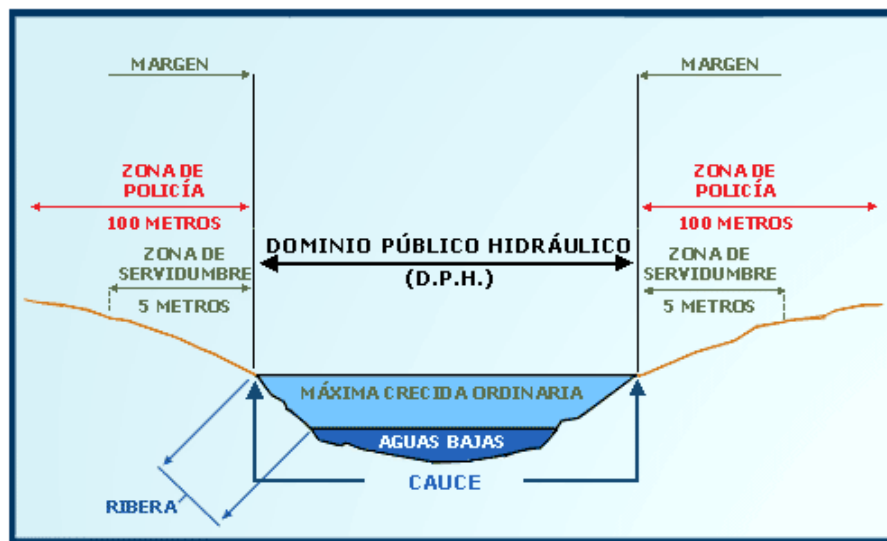 MARGEN
MARGEN
ZONA DE
POLICÍA
100 METROS
ZONA DE
POLICÍA
100 METROS
DOMINIO PÚBLICO HIDRÁULICO
(D.P.H.)
ZONA DE
SERVIDUMBRE
5 METROS
ZONA DE
SERVIDUMBRE
5 METROS
MÁXIMA CRECIDA ORDINARIA
AGUAS BAJAS
CAUCE
RIBERA